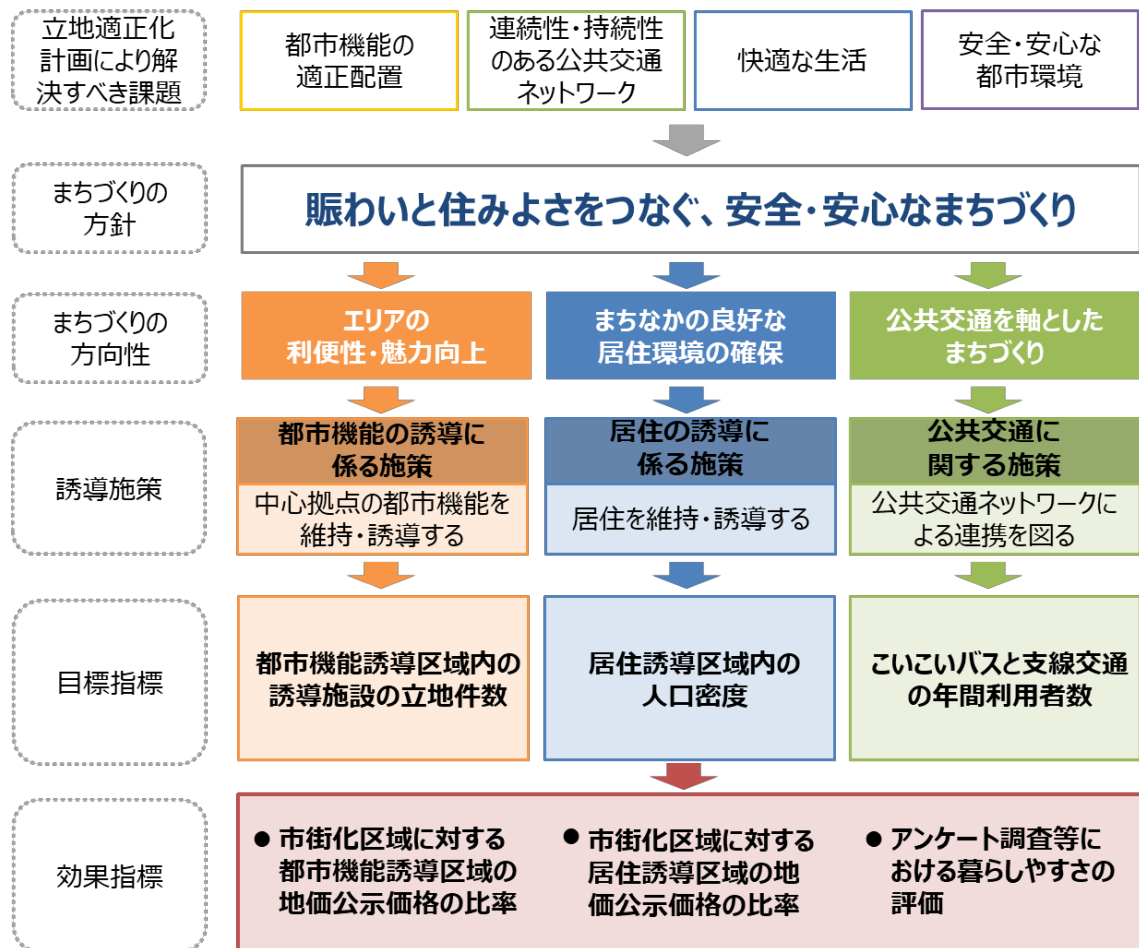 立地適正化
計画により解
決すべき課題
都市機能の
適正配置
連続性・持続性
のある公共交通
ネットワーク
快適な生活
安全・安心な
都市環境
まちづくりの
方針
賑わいと住みよさをつなぐ、安全・安心なまちづくり
まちづくりの
方向性
エリアの
利便性・魅力向上
まちなかの良好な
居住環境の確保
公共交通を軸とした
まちづくり
誘導施策
都市機能の誘導に
係る施策
中心拠点の都市機能を
維持・誘導する
居住の誘導に
係る施策
居住を維持・誘導する
公共交通に
関する施策
公共交通ネットワークに
よる連携を図る
目標指標
都市機能誘導区域内の
誘導施設の立地件数
居住誘導区域内の
人口密度
こいこいバスと支線交通
の年間利用者数
効果指標
● 市街化区域に対する
都市機能誘導区域の
地価公示価格の比率
● 市街化区域に対する
居住誘導区域の地
価公示価格の比率
● アンケート調査等に
おける暮らしやすさの
評価